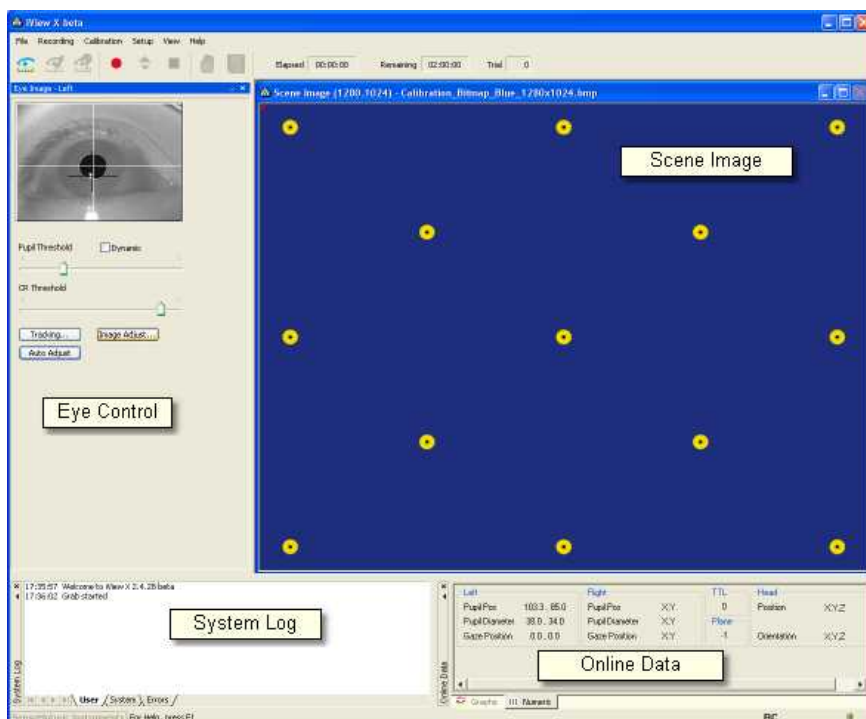 iView X beta
File Recording Calibration Setup View Help
Elapsed 00:00:00 Remaining 02:00:00 Trial 0
Eye Image - Left
Scene Image (1280,1024) - Calibration_Bitmap_Blue_1280x1024.bmp
Scene Image
Pupil Threshold Dynamic
CR Threshold
Tracking... Image Adjust...
Auto Adjust
Eye Control
17:35:57 Welcome to iView X 2.4.28 beta
17:36:02 Grab started
System Log
System Log
User System Errors
For Help, press F1
Left Right TTL Head
Pupil Pos 103.3, 85.0 Pupil Pos X,Y 0 Position X,Y,Z
Pupil Diameter 38.0, 34.0 Pupil Diameter X,Y Plane
Gaze Position 0.0, 0.0 Gaze Position X,Y -1 Orientation X,Y,Z
Online Data
Online Data
Graphs Numeric